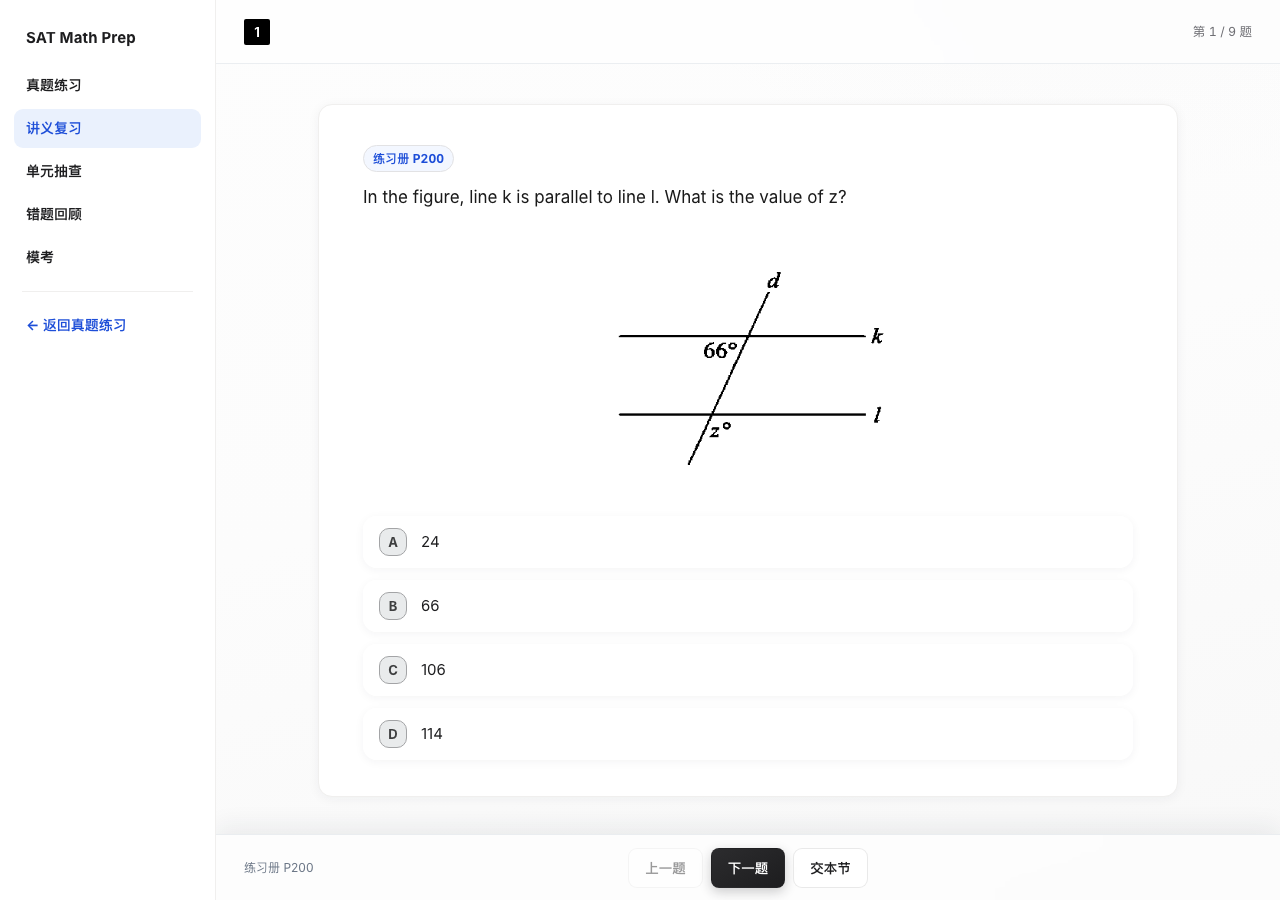 SAT Math Prep
真题练习
讲义复习
单元抽查
错题回顾
模考
← 返回真题练习
1
第 1 / 9 题
练习册 P200
In the figure, line k is parallel to line l. What is the value of z?
d
k
66°
l
z°
A 24
B 66
C 106
D 114
练习册 P200
上一题
下一题
交本节